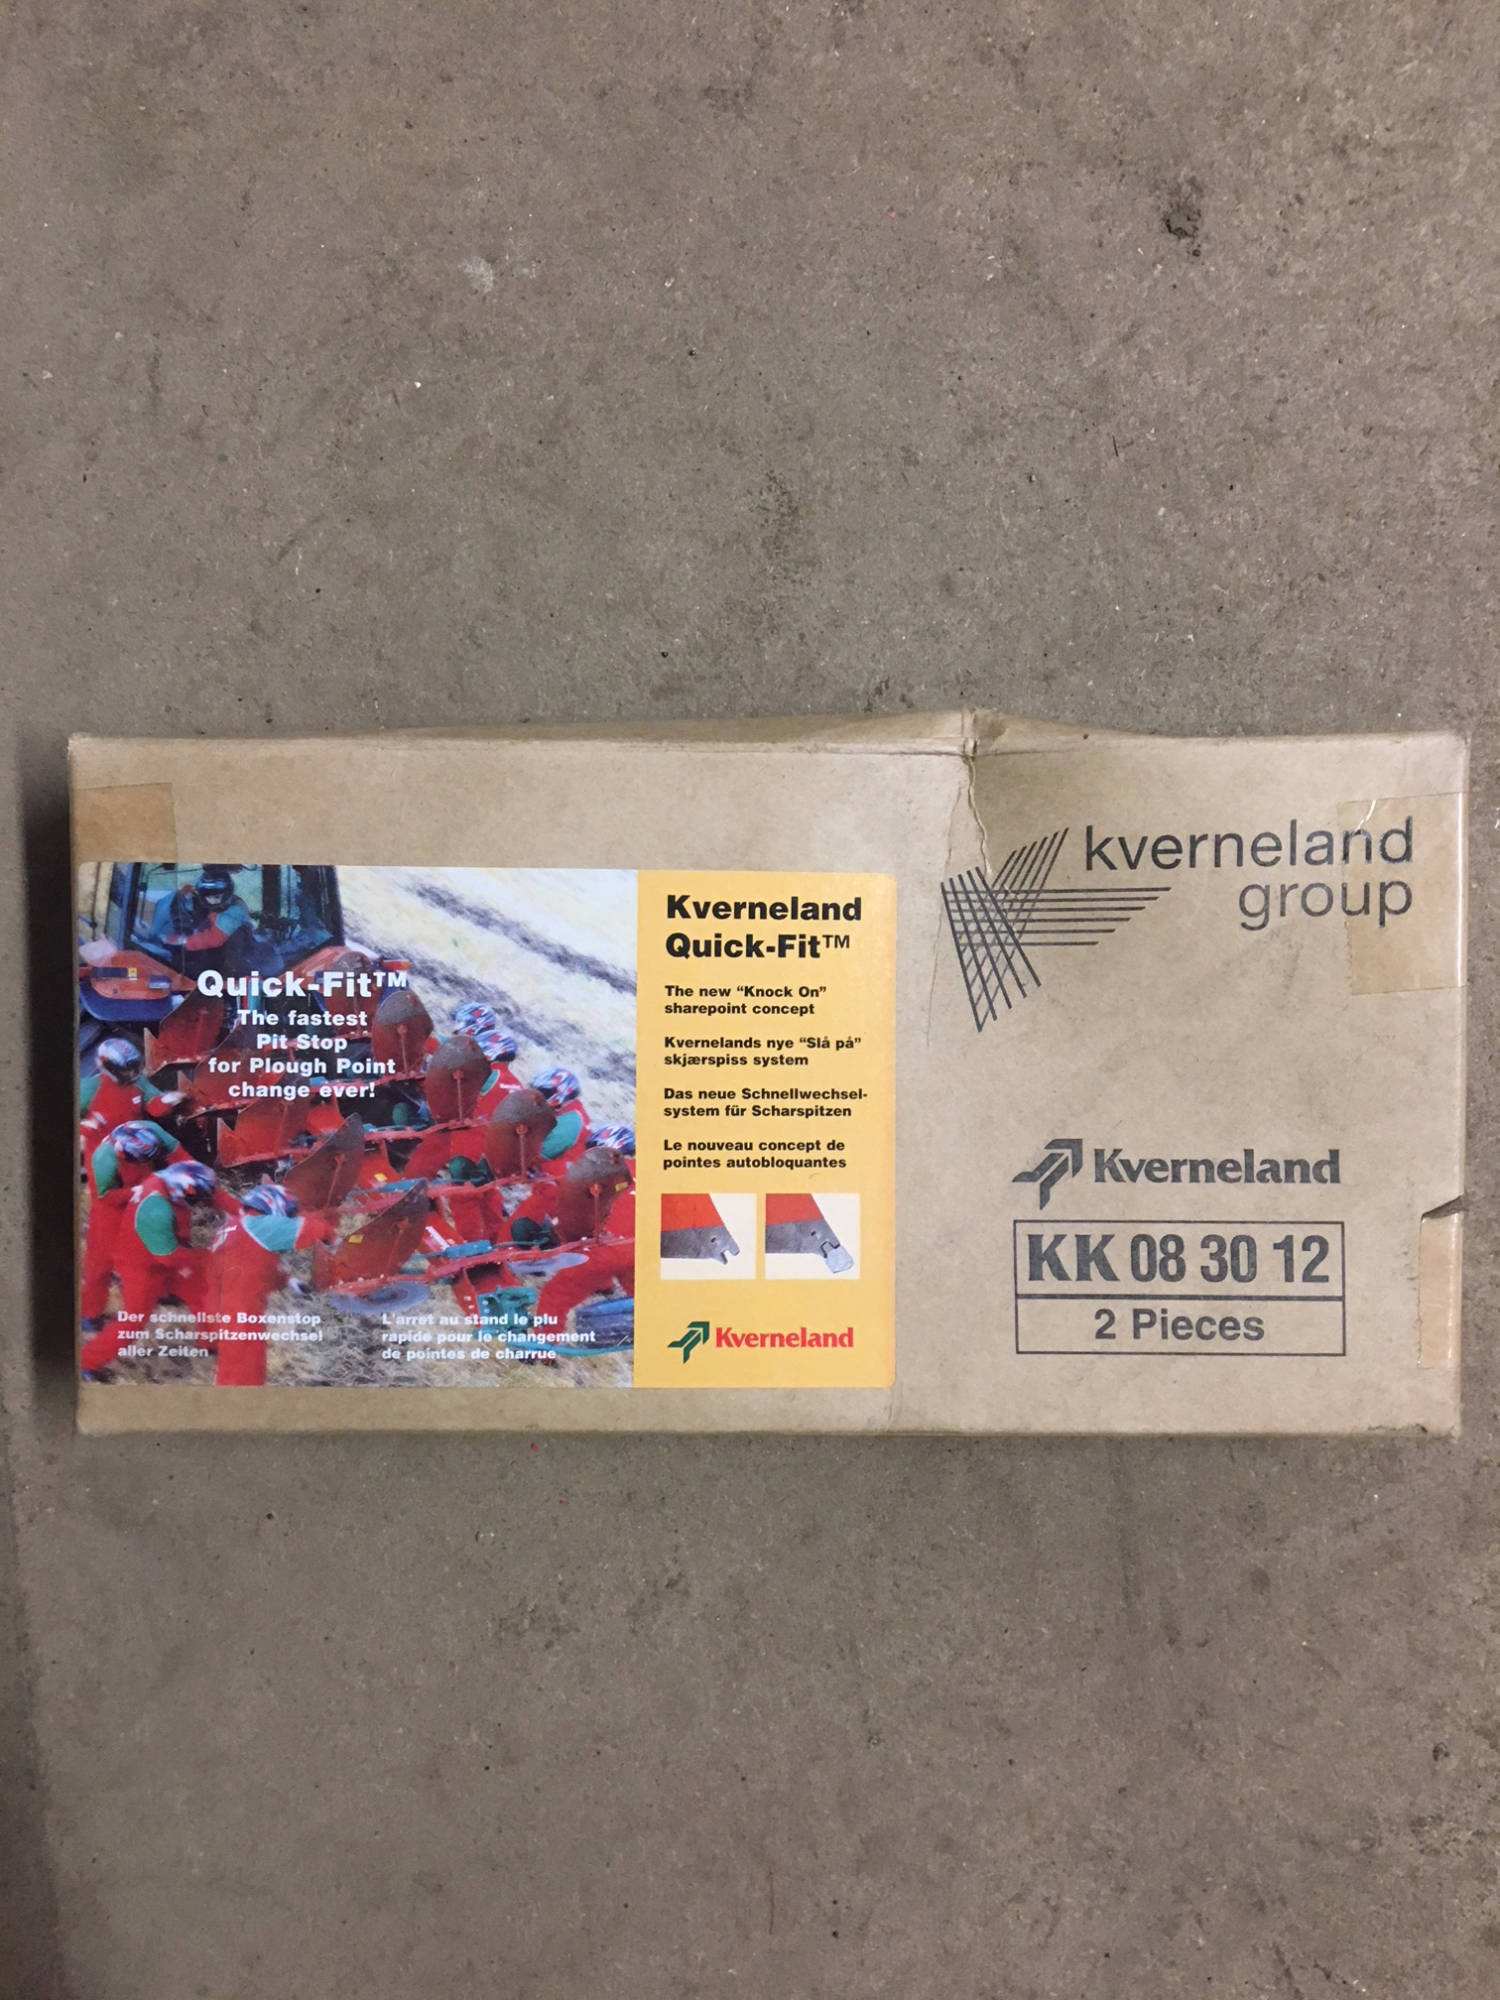 kverneland
group
Quick-Fit™
The fastest
Pit Stop
for Plough Point
change ever!
Der schnellste Boxenstop
zum Scharspitzenwechsel
aller Zeiten
L'arret au stand le plu
rapide pour le changement
de pointes de charrue
Kverneland
Quick-Fit™
The new “Knock On”
sharepoint concept
Kvernelands nye “Slå på”
skjærspiss system
Das neue Schnellwechsel-
system für Scharspitzen
Le nouveau concept de
pointes autobloquantes
Kverneland
Kverneland
KK 08 30 12
2 Pieces